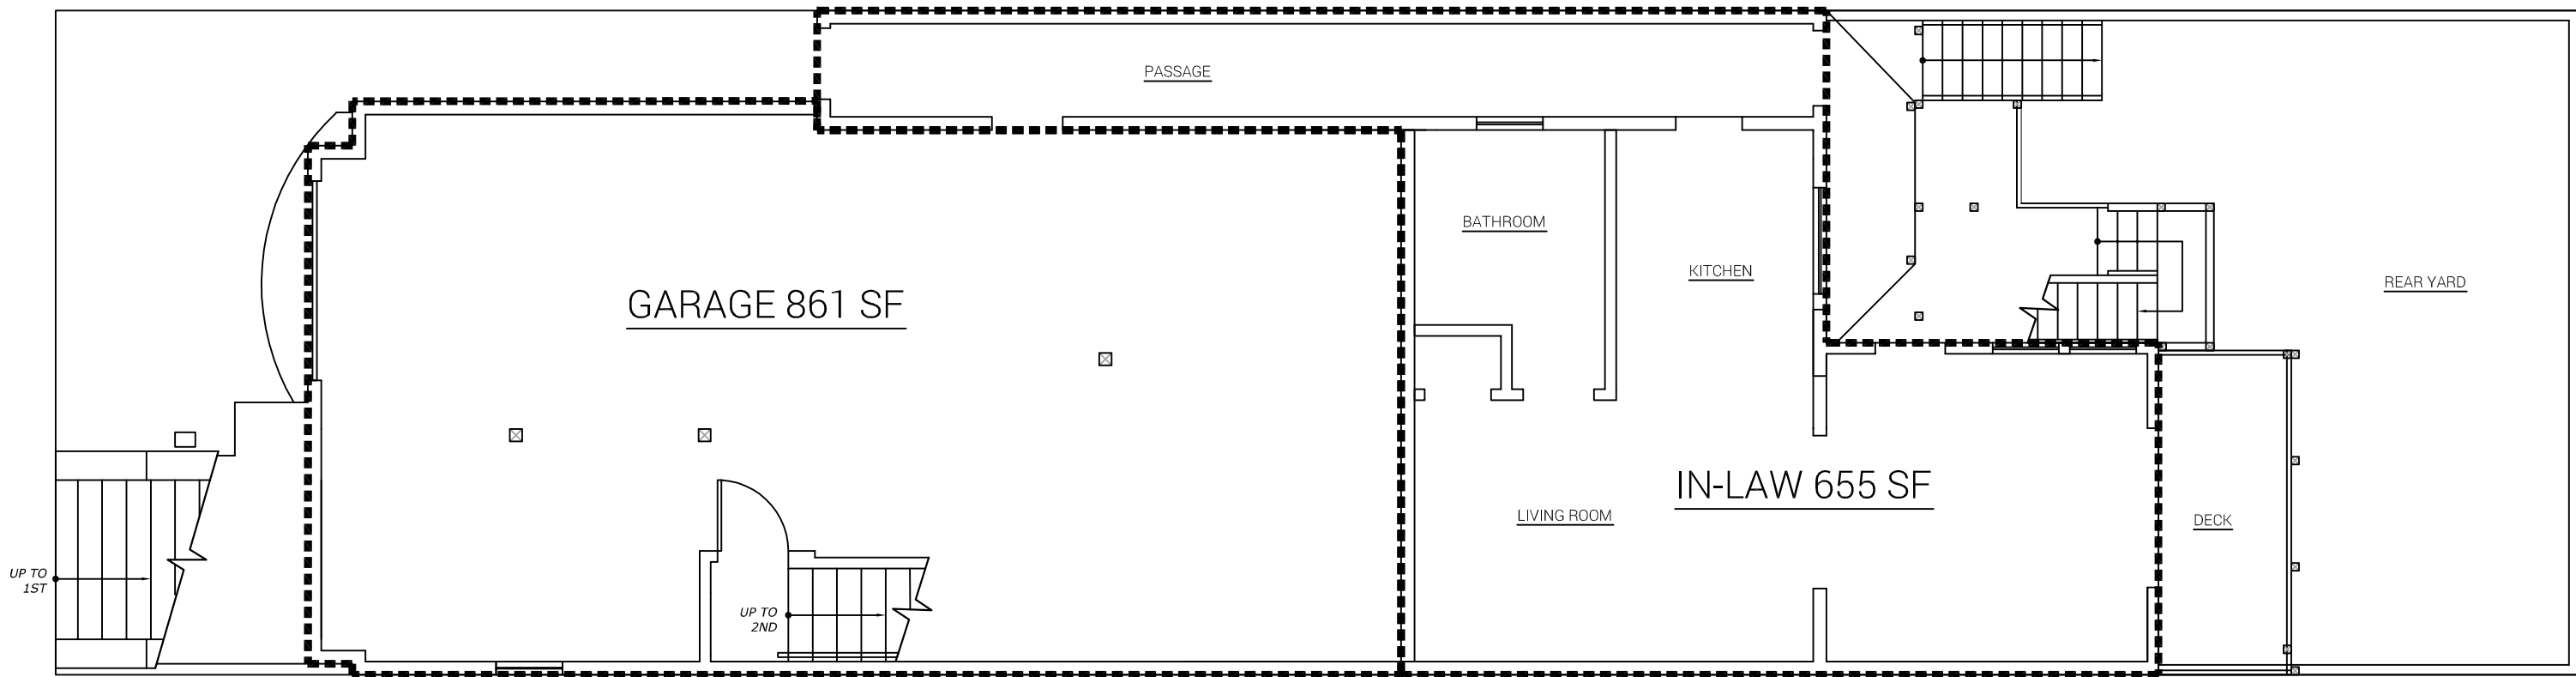 PASSAGE
BATHROOM
KITCHEN
REAR YARD
GARAGE 861 SF
IN-LAW 655 SF
LIVING ROOM
DECK
UP TO
1ST
UP TO
2ND